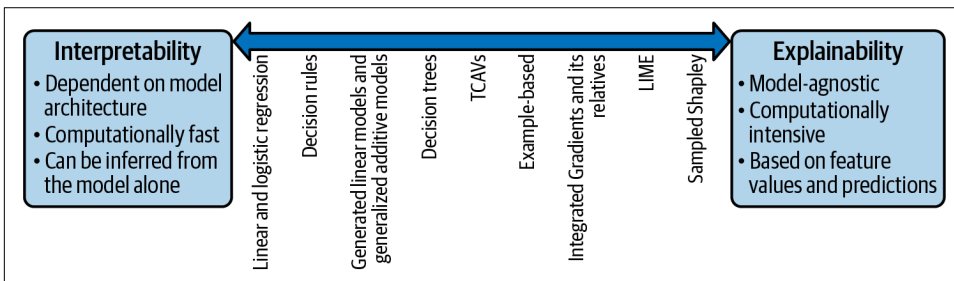 Interpretability
• Dependent on model
architecture
• Computationally fast
• Can be inferred from
the model alone
Linear and logistic regression
Decision rules
Generated linear models and
generalized additive models
Decision trees
TCAVs
Example-based
Integrated Gradients and its
relatives
LIME
Sampled Shapley
Explainability
• Model-agnostic
• Computationally
intensive
• Based on feature
values and predictions